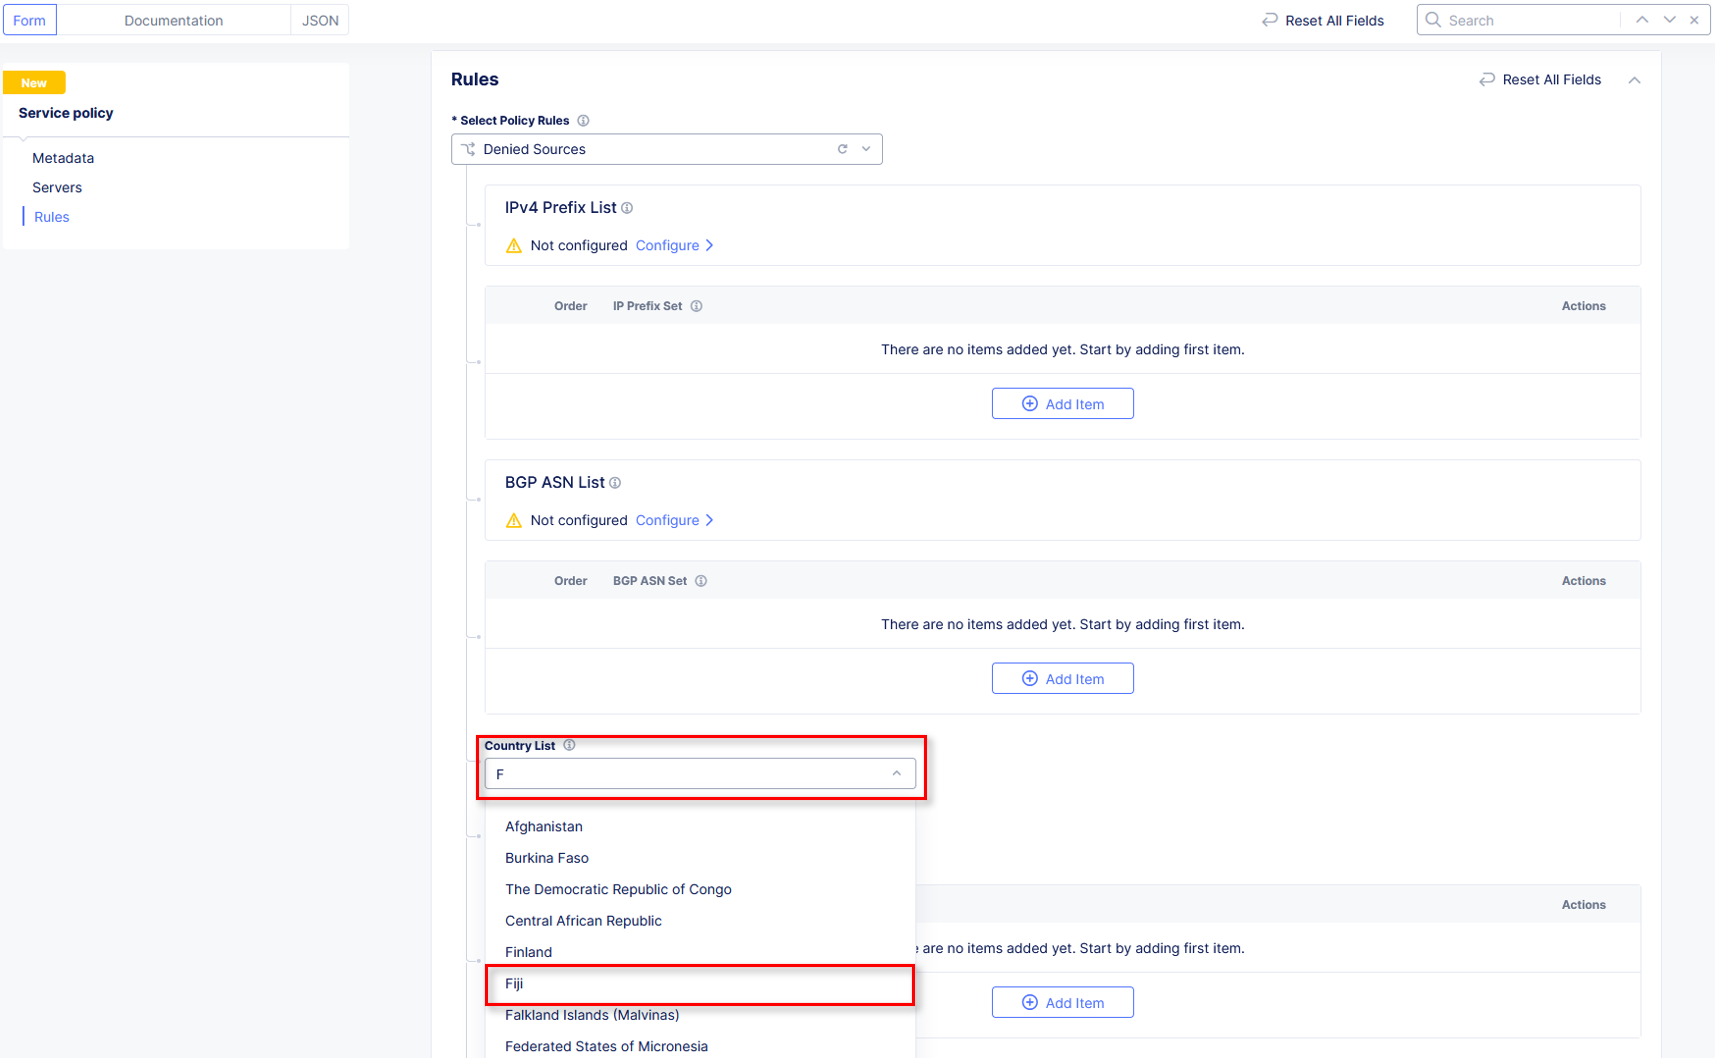 Form Documentation JSON Reset All Fields Search
New
Service policy
Metadata
Servers
Rules
Rules Reset All Fields
* Select Policy Rules
Denied Sources
IPv4 Prefix List
Not configured Configure
Order IP Prefix Set Actions
There are no items added yet. Start by adding first item.
Add Item
BGP ASN List
Not configured Configure
Order BGP ASN Set Actions
There are no items added yet. Start by adding first item.
Add Item
Country List
F
Afghanistan
Burkina Faso
The Democratic Republic of Congo
Actions
Central African Republic
are no items added yet. Start by adding first item.
Finland
Fiji
Add Item
Falkland Islands (Malvinas)
Federated States of Micronesia